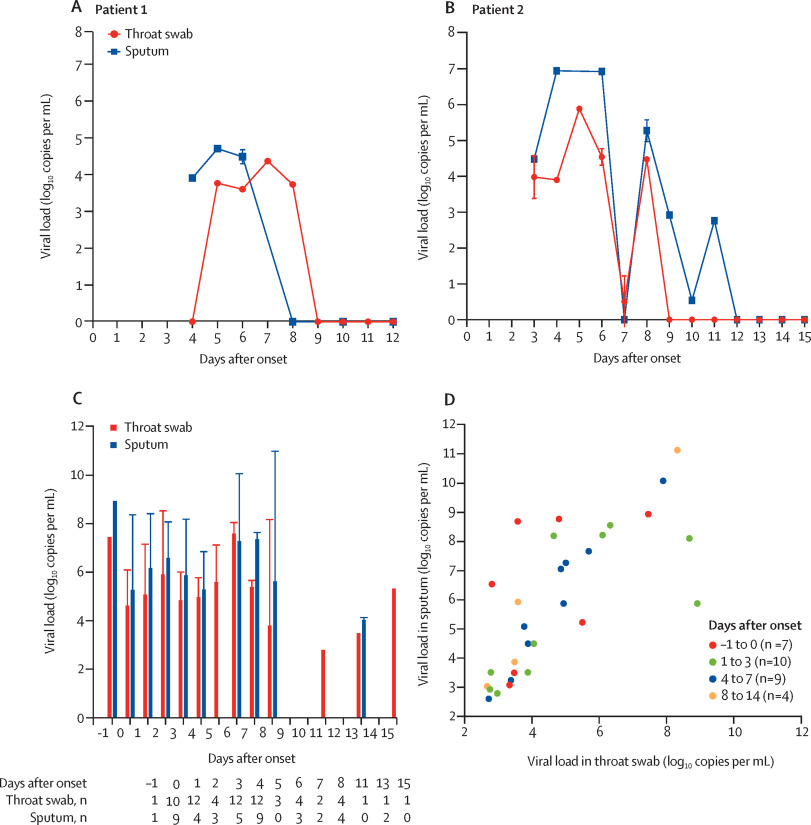 A Patient 1
Throat swab
Sputum
8
7
6
5
4
3
2
1
0
Viral load (log10 copies per mL)
0 1 2 3 4 5 6 7 8 9 10 11 12
Days after onset
B Patient 2
8
7
6
5
4
3
2
1
0
Viral load (log10 copies per mL)
0 1 2 3 4 5 6 7 8 9 10 11 12 13 14 15
Days after onset
C
Throat swab
Sputum
12
10
8
6
4
2
0
Viral load (log10 copies per mL)
-1 0 1 2 3 4 5 6 7 8 9 10 11 12 13 14 15
Days after onset
Days after onset −1 0 1 2 3 4 5 6 7 8 11 13 15
Throat swab, n 1 10 12 4 12 12 3 4 2 4 1 1 1
Sputum, n 1 9 4 3 5 9 0 3 2 4 0 2 0
D
12
11
10
9
8
7
6
5
4
3
2
Viral load in sputum (log10 copies per mL)
Days after onset
−1 to 0 (n =7)
1 to 3 (n=10)
4 to 7 (n=9)
8 to 14 (n=4)
2 4 6 8 10 12
Viral load in throat swab (log10 copies per mL)